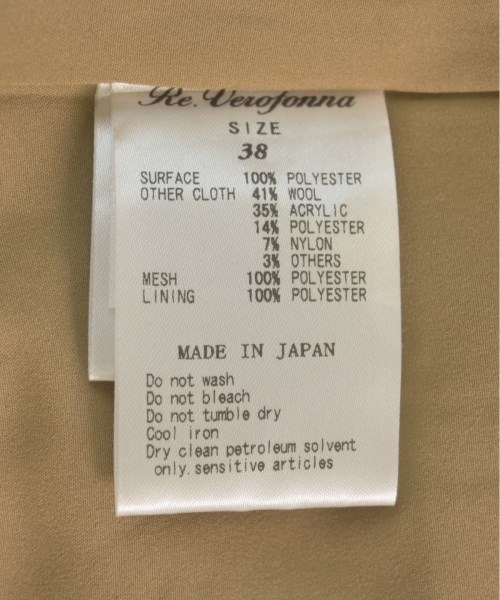 Re.Verofonna
SIZE
38
SURFACE 100% POLYESTER
OTHER CLOTH 41% WOOL
35% ACRYLIC
14% POLYESTER
7% NYLON
3% OTHERS
MESH 100% POLYESTER
LINING 100% POLYESTER
MADE IN JAPAN
Do not wash
Do not bleach
Do not tumble dry
Cool iron
Dry clean petroleum solvent
only.sensitive articles